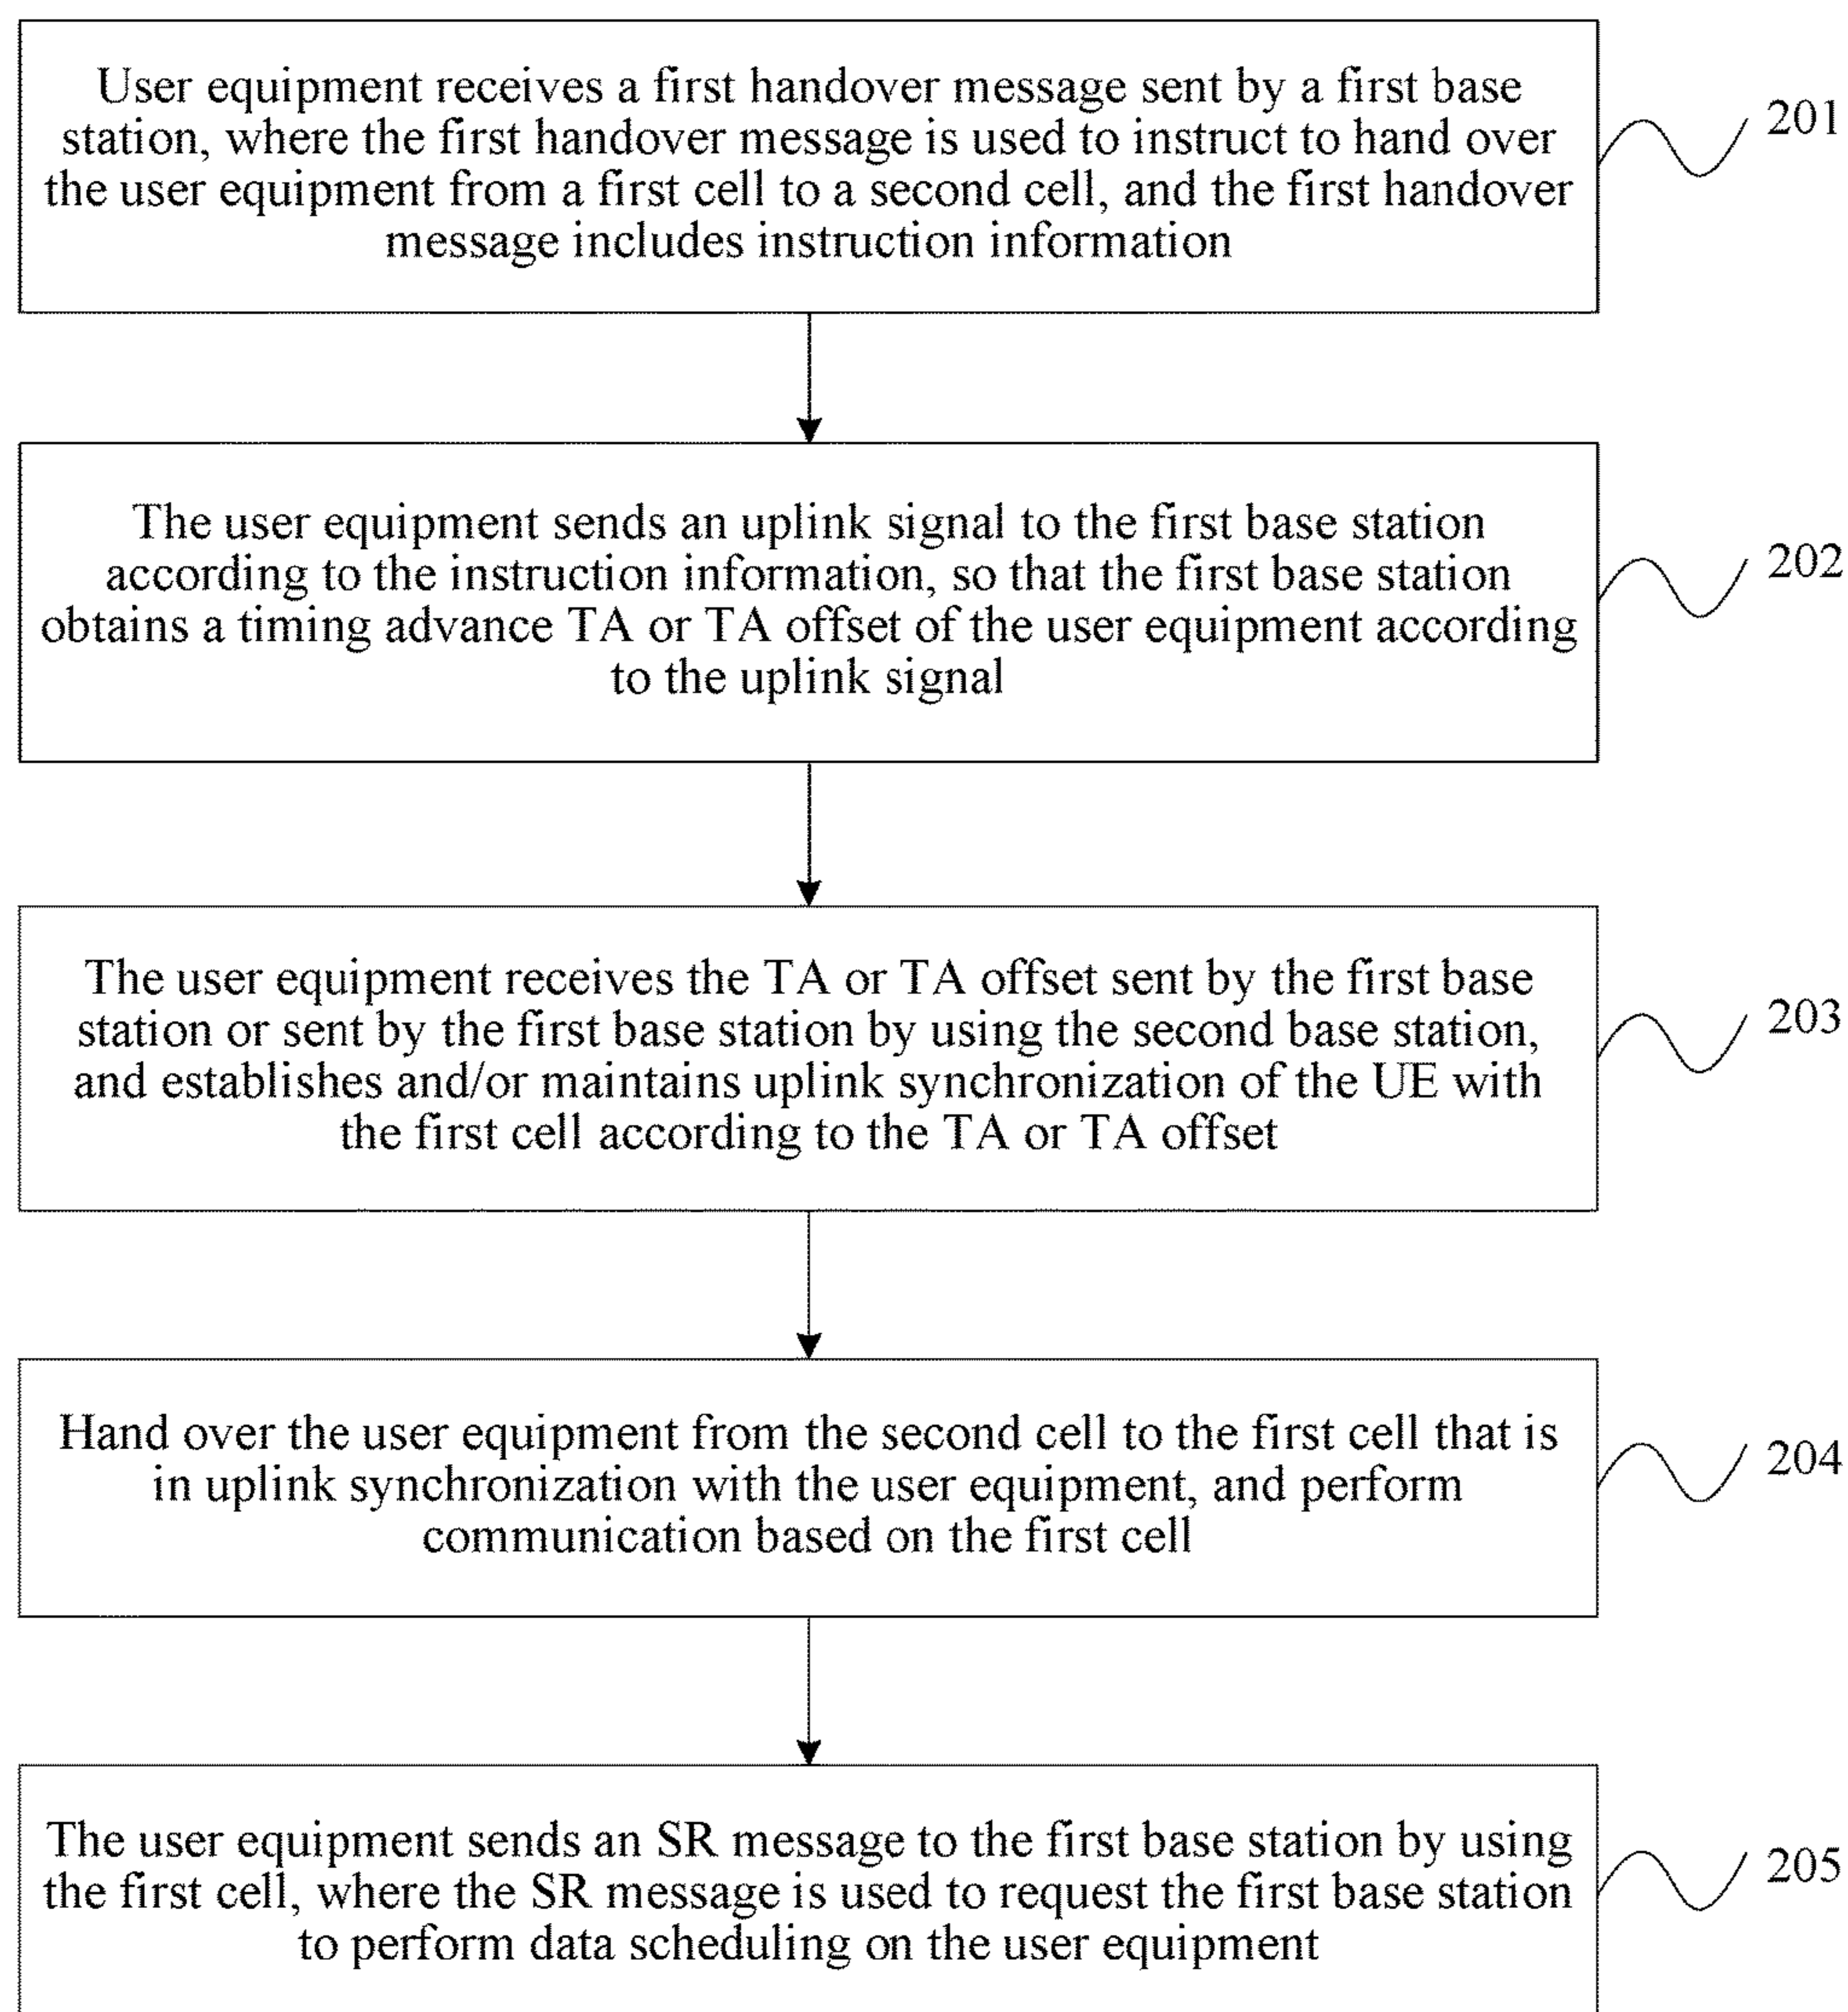 User equipment receives a first handover message sent by a first base
station, where the first handover message is used to instruct to hand over
the user equipment from a first cell to a second cell, and the first handover
message includes instruction information
201
The user equipment sends an uplink signal to the first base station
according to the instruction information, so that the first base station
obtains a timing advance TA or TA offset of the user equipment according
to the uplink signal
202
The user equipment receives the TA or TA offset sent by the first base
station or sent by the first base station by using the second base station,
and establishes and/or maintains uplink synchronization of the UE with
the first cell according to the TA or TA offset
203
Hand over the user equipment from the second cell to the first cell that is
in uplink synchronization with the user equipment, and perform
communication based on the first cell
204
The user equipment sends an SR message to the first base station by using
the first cell, where the SR message is used to request the first base station
to perform data scheduling on the user equipment
205